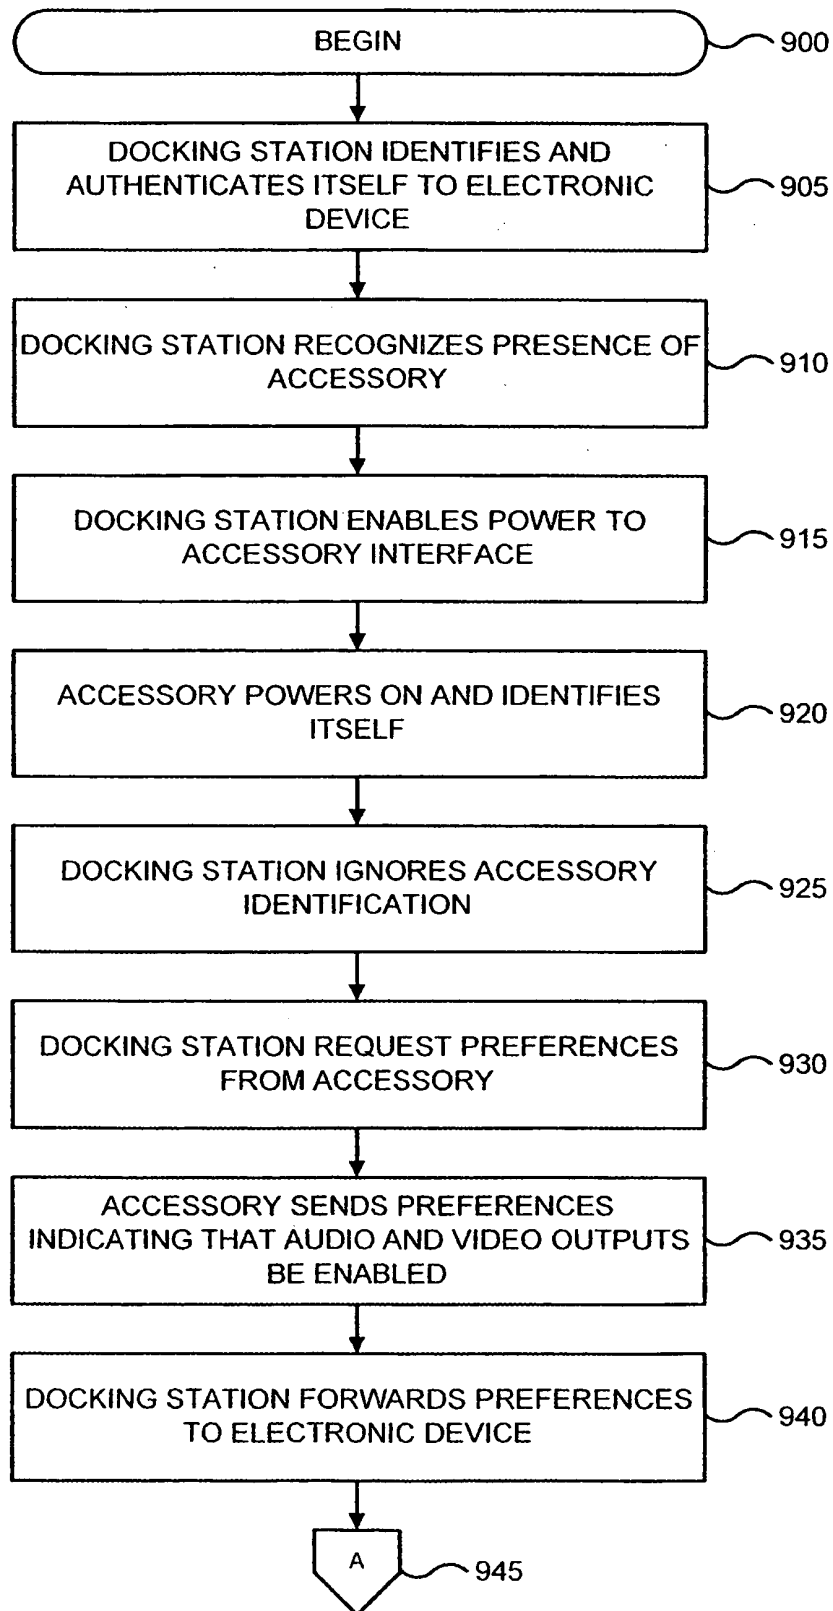 BEGIN
900
DOCKING STATION IDENTIFIES AND
AUTHENTICATES ITSELF TO ELECTRONIC
DEVICE
905
DOCKING STATION RECOGNIZES PRESENCE OF
ACCESSORY
910
DOCKING STATION ENABLES POWER TO
ACCESSORY INTERFACE
915
ACCESSORY POWERS ON AND IDENTIFIES
ITSELF
920
DOCKING STATION IGNORES ACCESSORY
IDENTIFICATION
925
DOCKING STATION REQUEST PREFERENCES
FROM ACCESSORY
930
ACCESSORY SENDS PREFERENCES
INDICATING THAT AUDIO AND VIDEO OUTPUTS
BE ENABLED
935
DOCKING STATION FORWARDS PREFERENCES
TO ELECTRONIC DEVICE
940
A
945